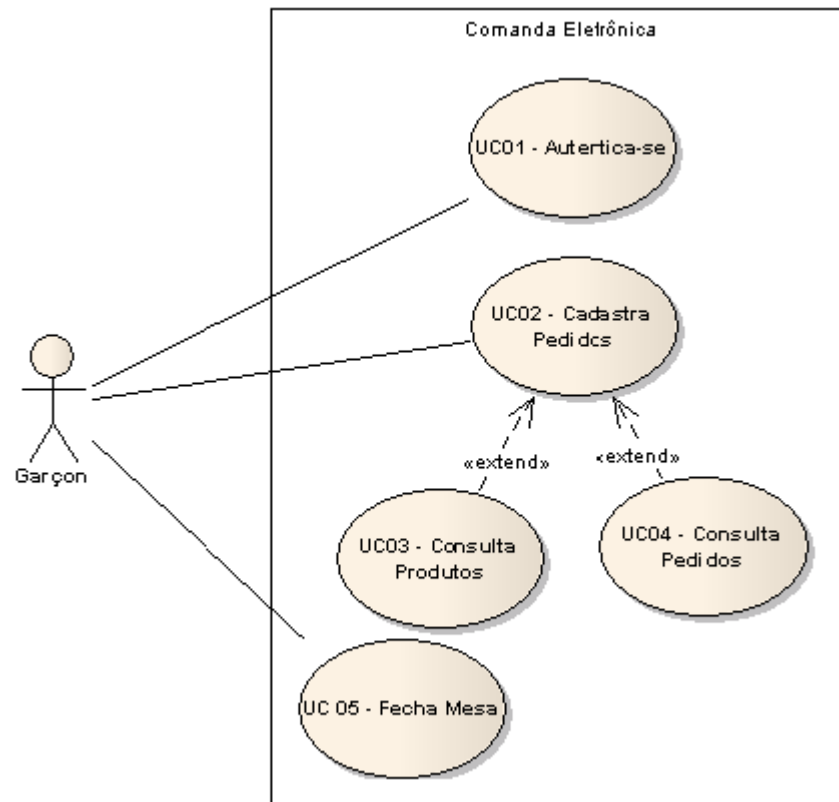 Comanda Eletrônica
UC01 - Autertica-se
UC02 - Cadastra
Pedidcs
Garçon
«extend»
«extend»
UC03 - Consulta
Produtos
UC04 - Consulta
Pedidos
UC 05 - Fecha Mesa